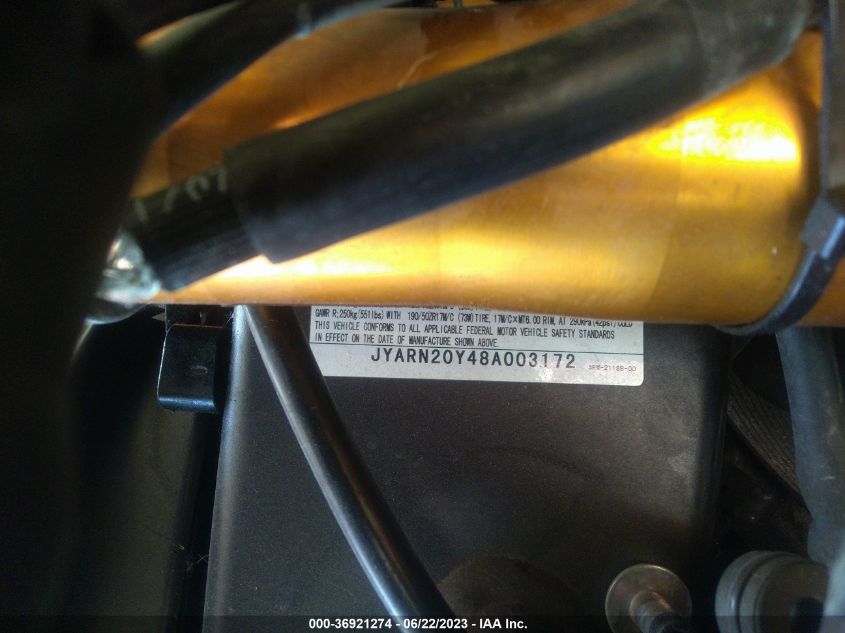 GAWR R:250kg(551lbs) WITH 190/50ZR17M/C (73W) TIRE, 17M/C×MT6.00 RIM, AT 290kPa(42psi)/COLD
THIS VEHICLE CONFORMS TO ALL APPLICABLE FEDERAL MOTOR VEHICLE SAFETY STANDARDS
IN EFFECT ON THE DATE OF MANUFACTURE SHOWN ABOVE
JYARN20Y48A003172
000-36921274 - 06/22/2023 - IAA Inc.